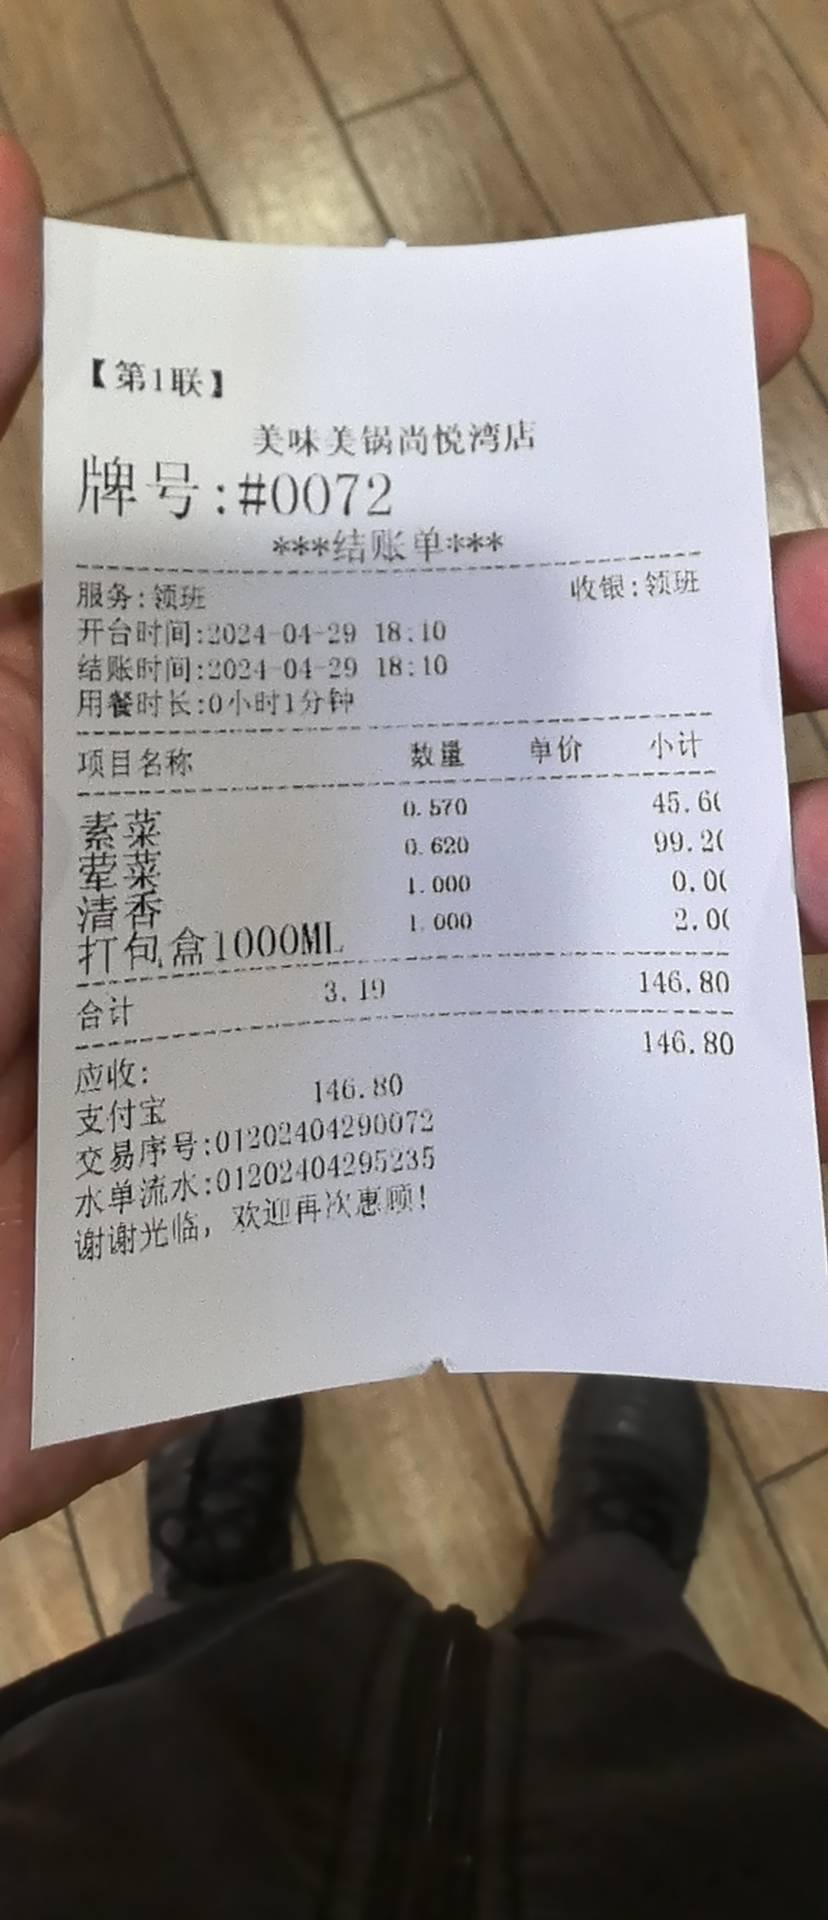 【第1联】
美味美锅尚悦湾店
牌号:#0072
***结账单***
服务:领班 收银:领班
开台时间:2024-04-29 18:10
结账时间:2024-04-29 18:10
用餐时长:0小时1分钟
项目名称 数量 单价 小计
素菜 0.570 45.6
荤菜 0.620 99.2
清香 1.000 0.0
打包盒1000ML 1.000 2.0
合计 3.19 146.80
应收: 146.80
支付宝 146.80
交易序号:01202404290072
水单流水:01202404295235
谢谢光临, 欢迎再次惠顾!